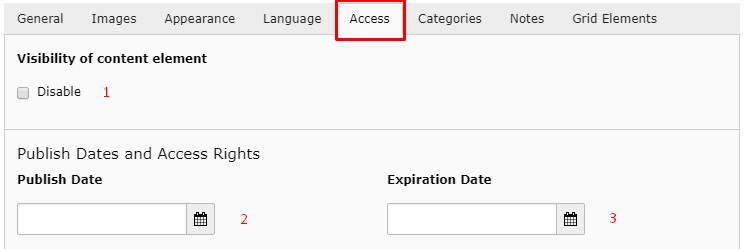 General Images Appearance Language Access Categories Notes Grid Elements
Visibility of content element
Disable 1
Publish Dates and Access Rights
Publish Date Expiration Date
2 3